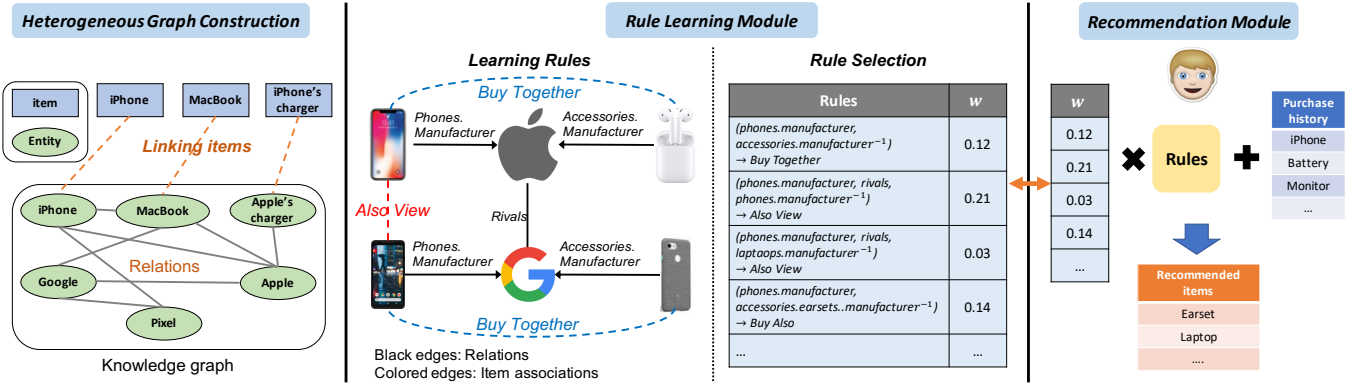 Heterogeneous Graph Construction
item
Entity
iPhone
MacBook
iPhone's
charger
Linking items
iPhone
MacBook
Apple's
charger
Relations
Google
Apple
Pixel
Knowledge graph
Rule Learning Module
Learning Rules
Buy Together
Phones.
Manufacturer
Accessories.
Manufacturer
Also View
Rivals
Phones.
Manufacturer
Accessories.
Manufacturer
Buy Together
Black edges: Relations
Colored edges: Item associations
Rule Selection
Rules w
(phones.manufacturer,
accessories.manufacturer⁻¹)
→ Buy Together
0.12
(phones.manufacturer, rivals,
phones.manufacturer⁻¹)
→ Also View
0.21
(phones.manufacturer, rivals,
laptaops.manufacturer⁻¹)
→ Also View
0.03
(phones.manufacturer,
accessories.earsets..manufacturer⁻¹)
→ Buy Also
0.14
... ...
Recommendation Module
w
0.12
0.21
0.03
0.14
...
Rules
Purchase
history
iPhone
Battery
Monitor
...
Recommended
items
Earset
Laptop
....